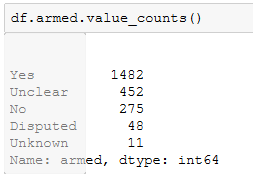 df.armed.value_counts()
Yes 1482
Unclear 452
No 275
Disputed 48
Unknown 11
Name: armed, dtype: int64